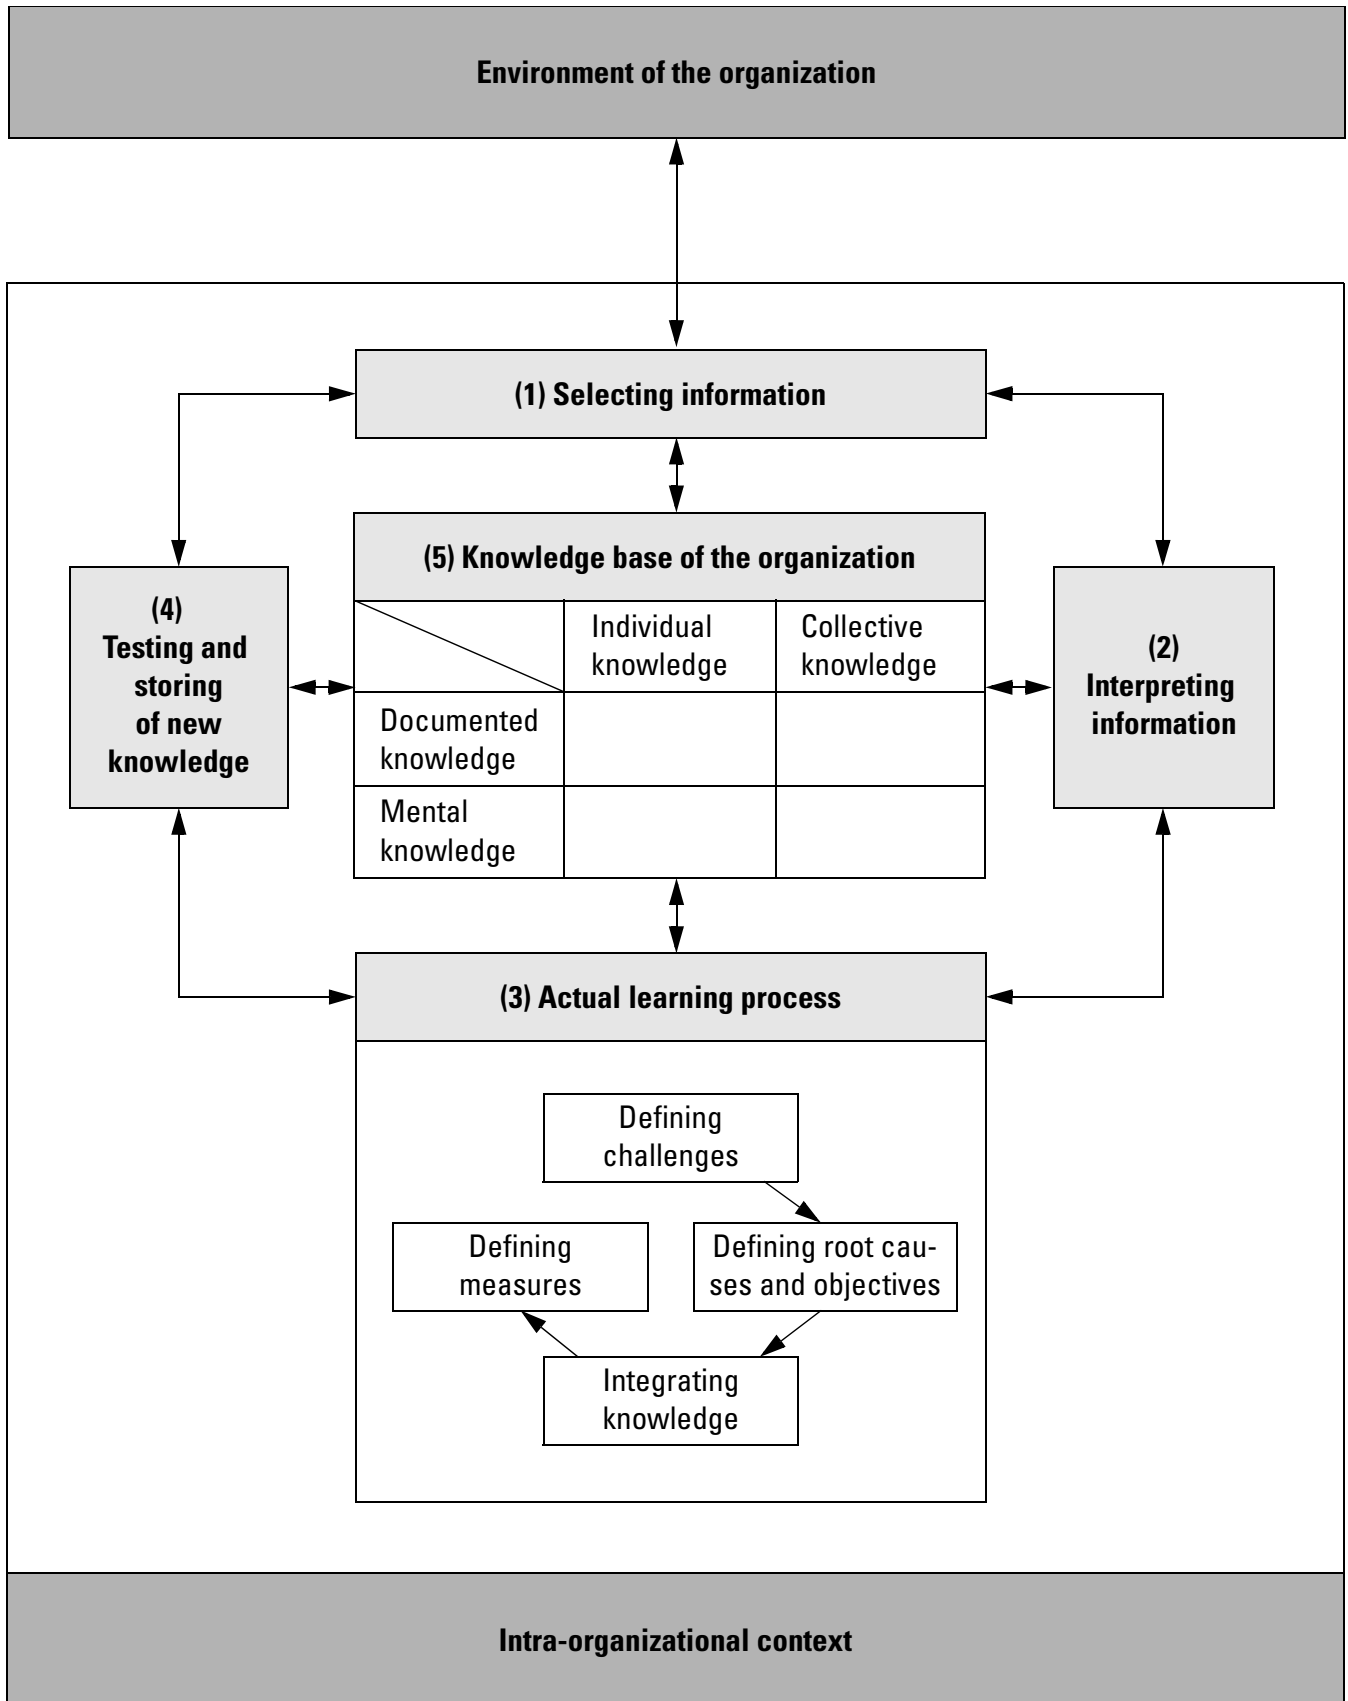 Environment of the organization
(1) Selecting information
(5) Knowledge base of the organization
Individual
knowledge
Collective
knowledge
Documented
knowledge
Mental
knowledge
(4)
Testing and
storing
of new
knowledge
(2)
Interpreting
information
(3) Actual learning process
Defining
challenges
Defining
measures
Defining root cau-
ses and objectives
Integrating
knowledge
Intra-organizational context